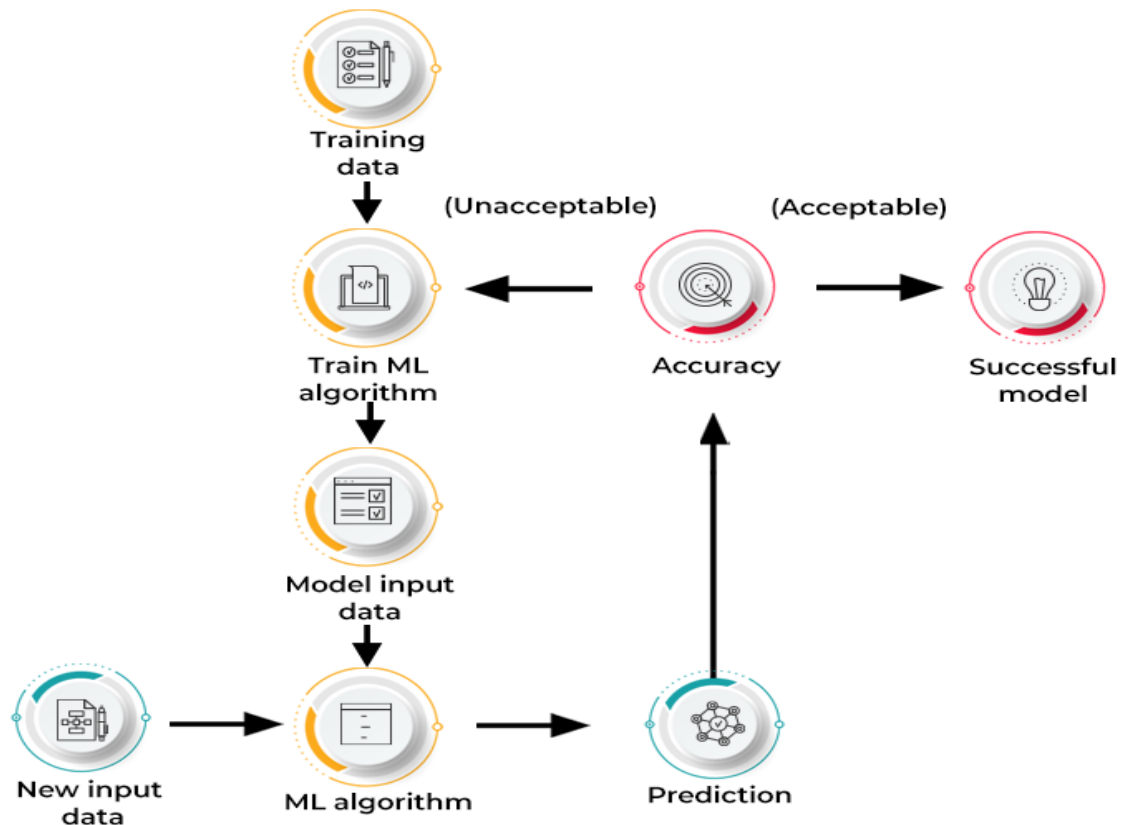 Training
data
(Unacceptable)
(Acceptable)
Train ML
algorithm
Accuracy
Successful
model
Model input
data
New input
data
ML algorithm
Prediction